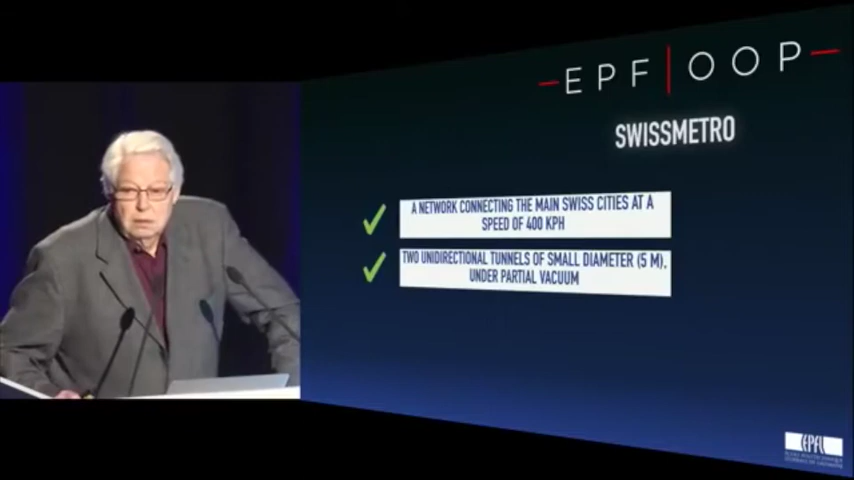 EPF|OOP
SWISSMETRO
A NETWORK CONNECTING THE MAIN SWISS CITIES AT A
SPEED OF 400 KPH
TWO UNIDIRECTIONAL TUNNELS OF SMALL DIAMETER (5 M),
UNDER PARTIAL VACUUM
EPFL